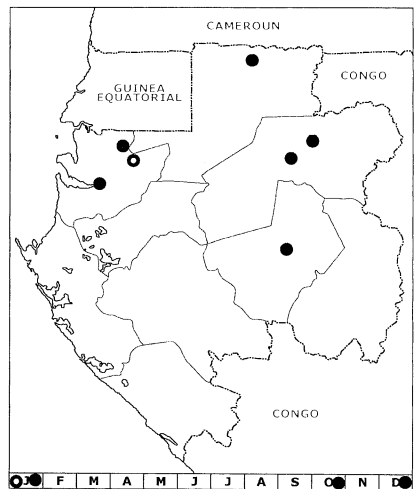 CAMEROUN
CONGO
GUINEA
EQUATORIAL
CONGO
J F M A M J J A S O N D